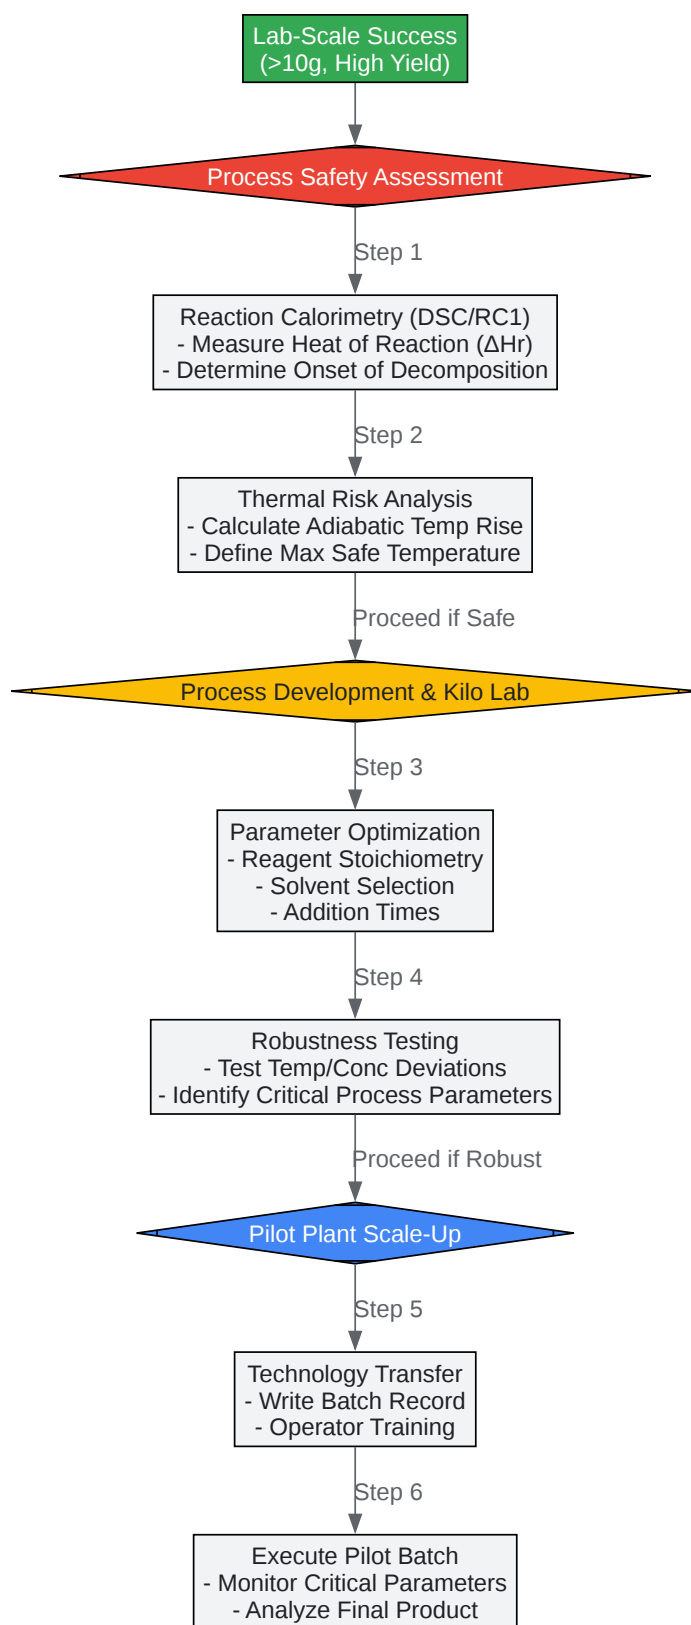 Lab-Scale Success
(>10g, High Yield)
Process Safety Assessment
Step 1
Reaction Calorimetry (DSC/RC1)
- Measure Heat of Reaction (ΔHr)
- Determine Onset of Decomposition
Step 2
Thermal Risk Analysis
- Calculate Adiabatic Temp Rise
- Define Max Safe Temperature
Proceed if Safe
Process Development & Kilo Lab
Step 3
Parameter Optimization
- Reagent Stoichiometry
- Solvent Selection
- Addition Times
Step 4
Robustness Testing
- Test Temp/Conc Deviations
- Identify Critical Process Parameters
Proceed if Robust
Pilot Plant Scale-Up
Step 5
Technology Transfer
- Write Batch Record
- Operator Training
Step 6
Execute Pilot Batch
- Monitor Critical Parameters
- Analyze Final Product